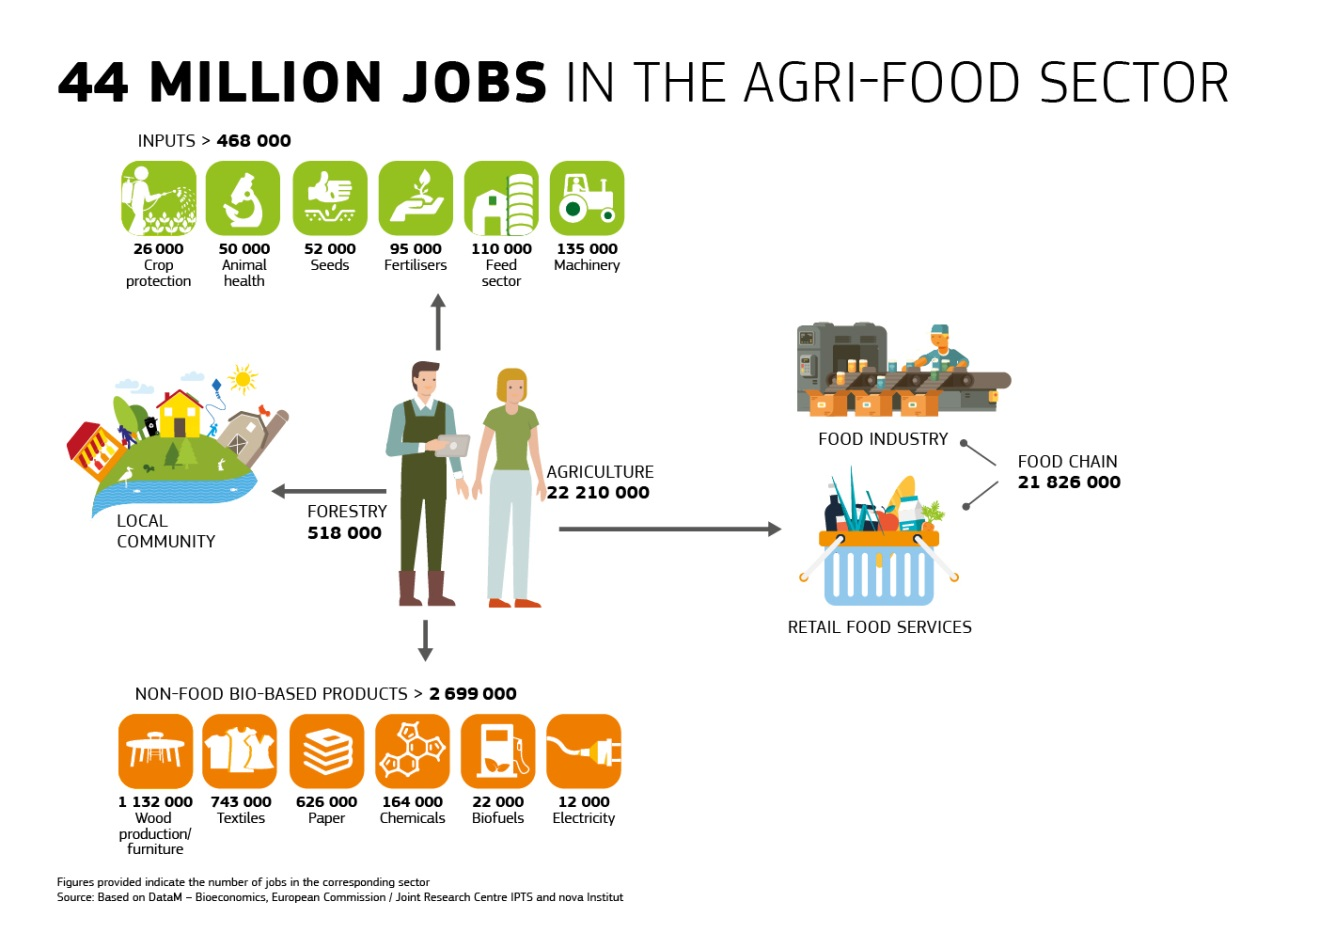 44 MILLION JOBS IN THE AGRI-FOOD SECTOR
INPUTS > 468 000
26 000
Crop
protection
50 000
Animal
health
52 000
Seeds
95 000
Fertilisers
110 000
Feed
sector
135 000
Machinery
LOCAL
COMMUNITY
FORESTRY
518 000
AGRICULTURE
22 210 000
FOOD INDUSTRY
FOOD CHAIN
21 826 000
RETAIL FOOD SERVICES
NON-FOOD BIO-BASED PRODUCTS > 2 699 000
1 132 000
Wood
production/
furniture
743 000
Textiles
626 000
Paper
164 000
Chemicals
22 000
Biofuels
12 000
Electricity
Figures provided indicate the number of jobs in the corresponding sector
Source: Based on DataM – Bioeconomics, European Commission / Joint Research Centre IPTS and nova Institut